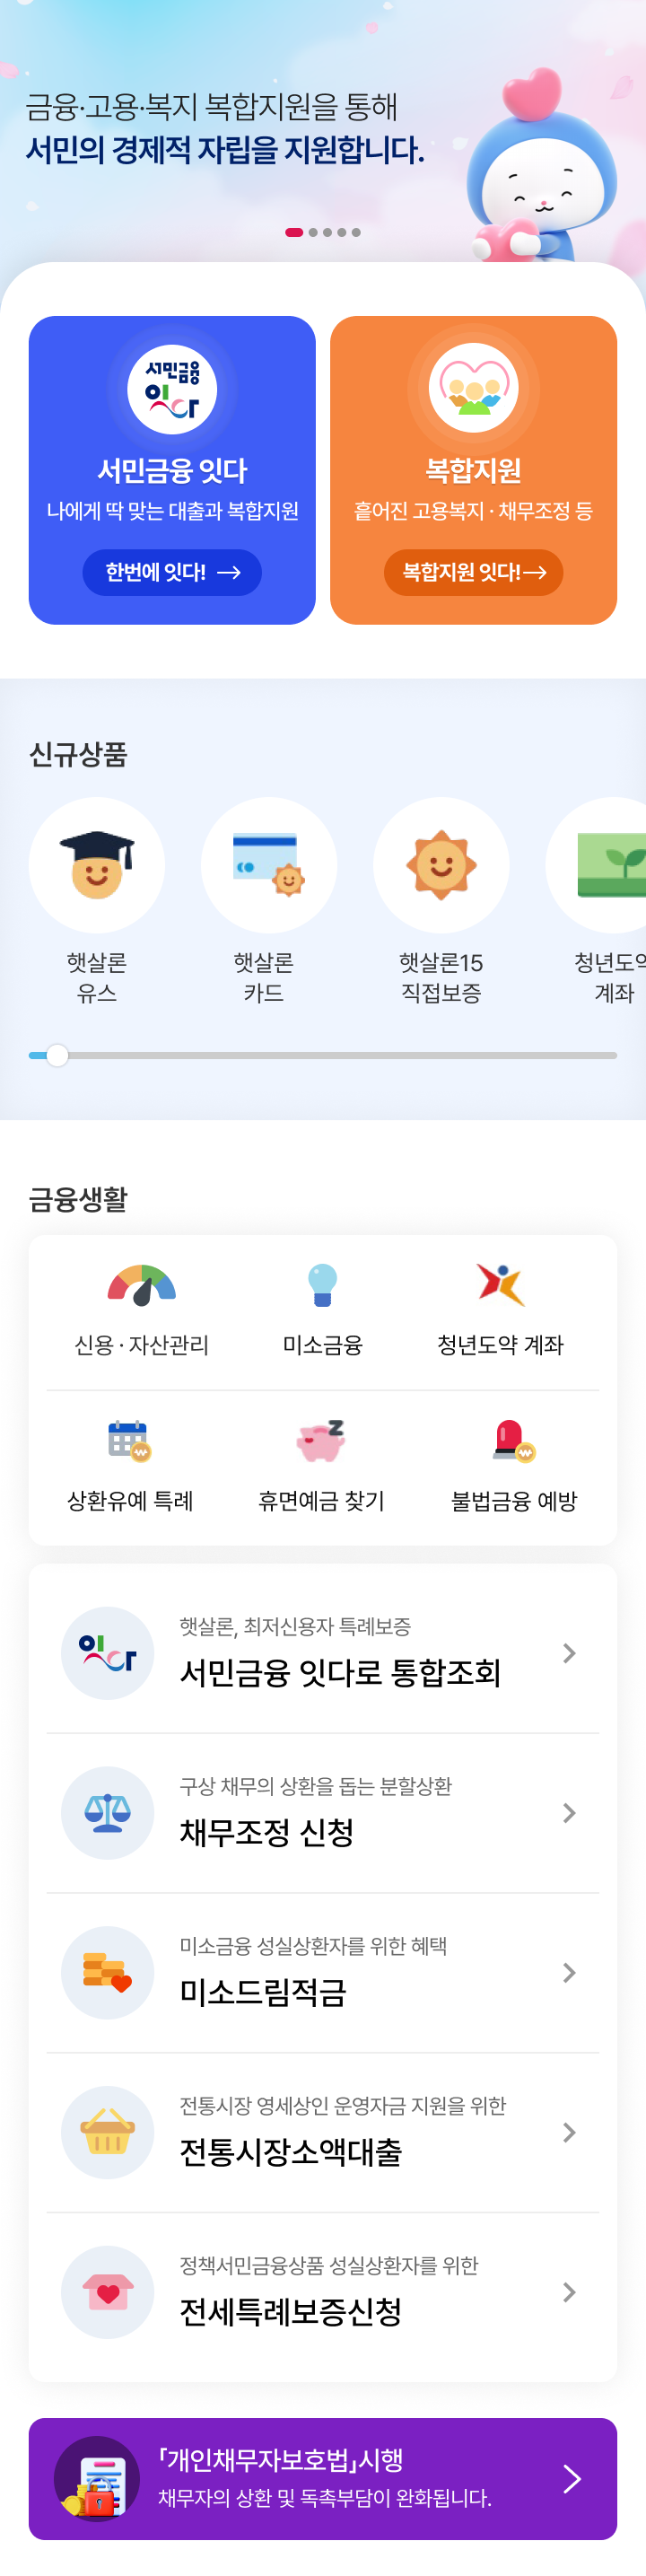 금융·고용·복지 복합지원을 통해
서민의 경제적 자립을 지원합니다.
서민금융
잇다
서민금융 잇다
나에게 딱 맞는 대출과 복합지원
한번에 잇다!
복합지원
흩어진 고용복지 · 채무조정 등
복합지원 잇다!
신규상품
햇살론
유스
햇살론
카드
햇살론15
직접보증
청년도약
계좌
금융생활
신용 · 자산관리
미소금융
청년도약 계좌
상환유예 특례
휴면예금 찾기
불법금융 예방
잇다
햇살론, 최저신용자 특례보증
서민금융 잇다로 통합조회
구상 채무의 상환을 돕는 분할상환
채무조정 신청
미소금융 성실상환자를 위한 혜택
미소드림적금
전통시장 영세상인 운영자금 지원을 위한
전통시장소액대출
정책서민금융상품 성실상환자를 위한
전세특례보증신청
「개인채무자보호법」시행
채무자의 상환 및 독촉부담이 완화됩니다.